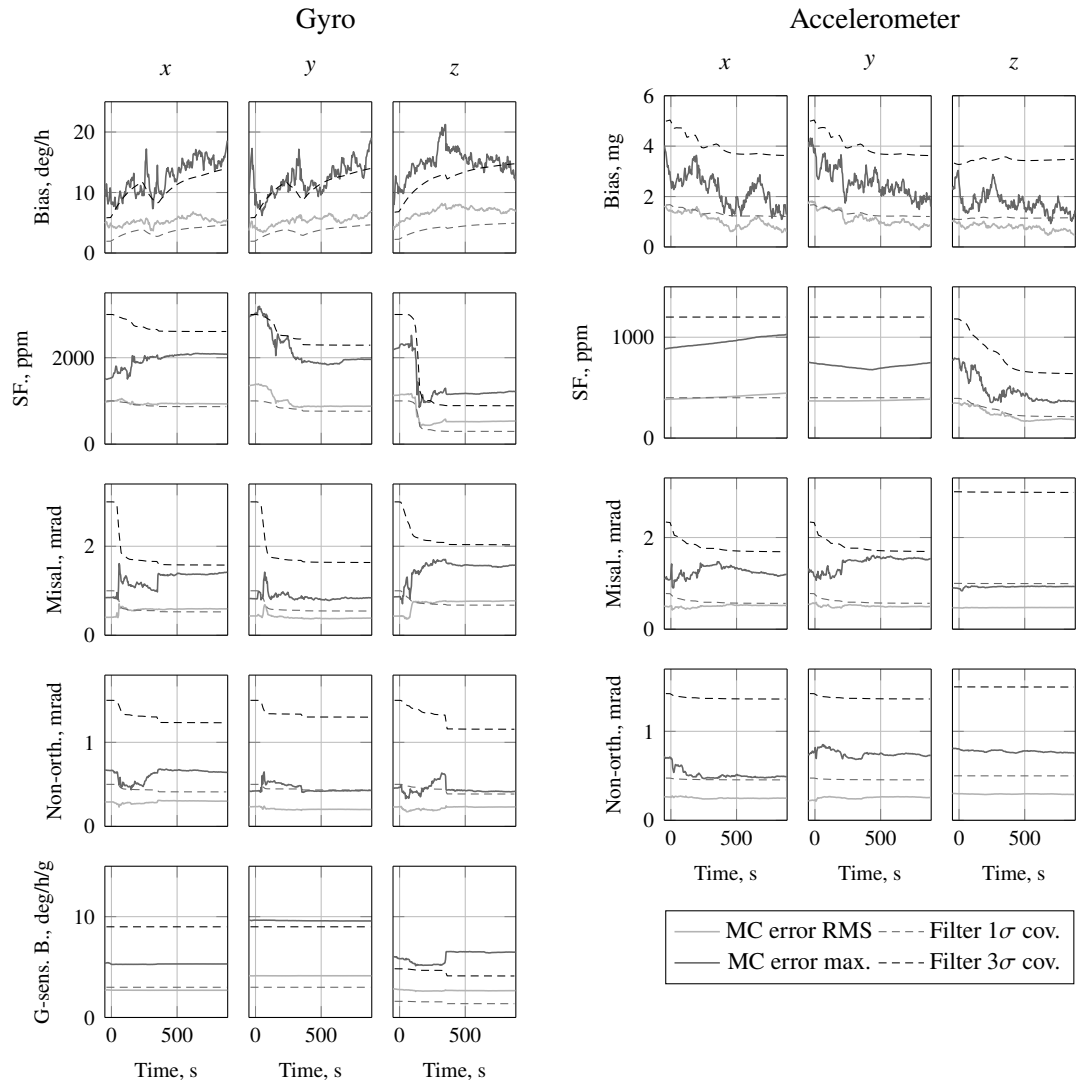 Gyro
Accelerometer
x y z
x y z
Bias, deg/h
0 10 20
Bias, mg
0 2 4 6
SF., ppm
0 2000
SF., ppm
0 1000
Misal., mrad
0 2
Misal., mrad
0 2
Non-orth., mrad
0 1
Non-orth., mrad
0 1
0 500 0 500 0 500
Time, s Time, s Time, s
G-sens. B., deg/h/g
0 10
0 500 0 500 0 500
Time, s Time, s Time, s
MC error RMS Filter 1σ cov.
MC error max. Filter 3σ cov.